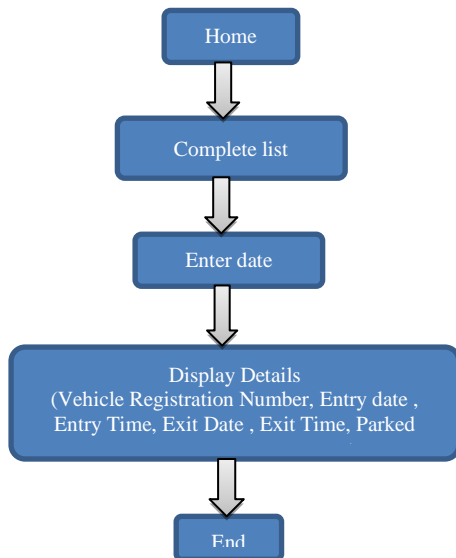 Home
Complete list
Enter date
Display Details
(Vehicle Registration Number, Entry date ,
Entry Time, Exit Date , Exit Time, Parked
End